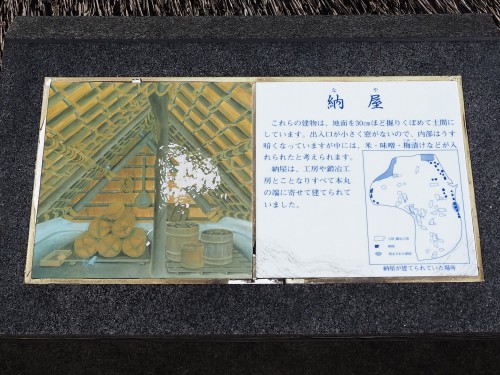 なや
納屋
これらの建物は、地面を30cmほど掘りくぼめて土間に
しています。出入口が小さく窓がないので、内部はうす
暗くなっていますが中には、米・味噌・梅漬けなどが入
れられたと考えられます。
納屋は、工房や鍛冶工
房とことなりすべて本丸
の端に寄せて建てられて
いました。
納屋が建てられていた場所